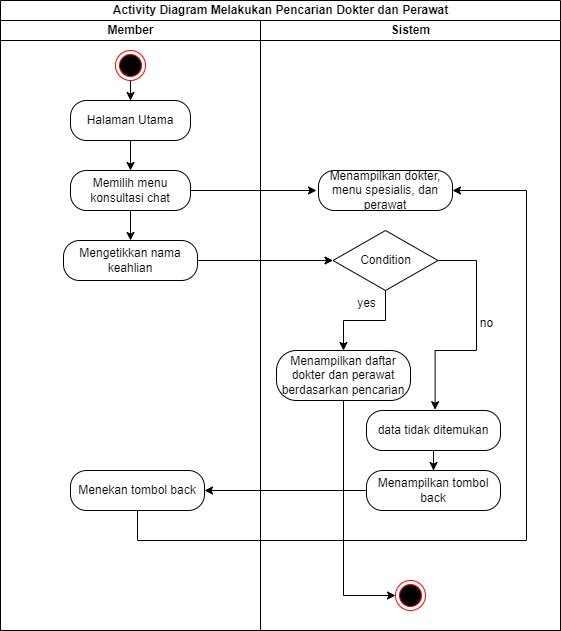 Activity Diagram Melakukan Pencarian Dokter dan Perawat
Member
Sistem
Halaman Utama
Memilih menu
konsultasi chat
Menampilkan dokter,
menu spesialis, dan
perawat
Mengetikkan nama
keahlian
Condition
yes
no
Menampilkan daftar
dokter dan perawat
berdasarkan pencarian
data tidak ditemukan
Menekan tombol back
Menampilkan tombol
back